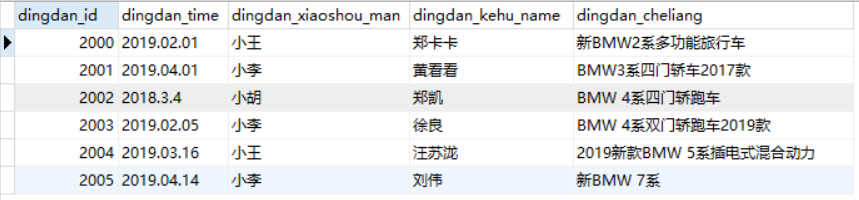 dingdan_id dingdan_time dingdan_xiaoshou_man dingdan_kehu_name dingdan_cheliang
2000 2019.02.01 小王 郑卡卡 新BMW2系多功能旅行车
2001 2019.04.01 小李 黄看看 BMW3系四门轿车2017款
2002 2018.3.4 小胡 郑凯 BMW 4系四门轿跑车
2003 2019.02.05 小李 徐良 BMW 4系双门轿跑车2019款
2004 2019.03.16 小王 汪苏泷 2019新款BMW 5系插电式混合动力
2005 2019.04.14 小李 刘伟 新BMW 7系